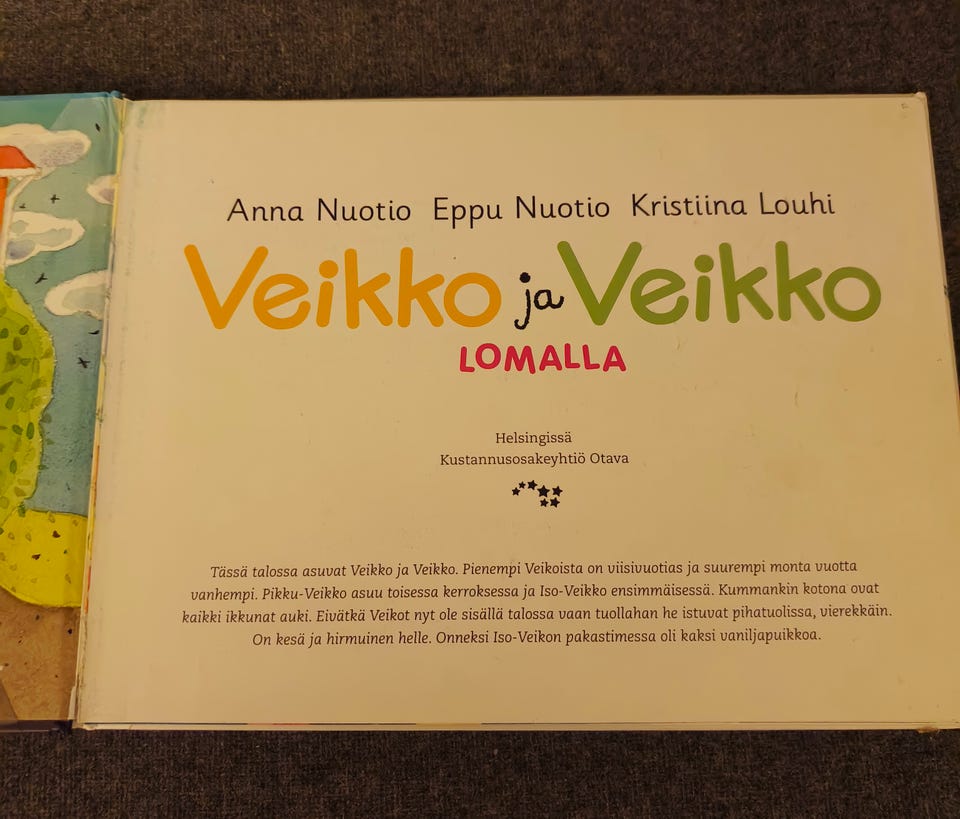 Anna Nuotio Eppu Nuotio Kristiina Louhi
Veikko ja Veikko
LOMALLA
Helsingissä
Kustannusosakeyhtiö Otava
Tässä talossa asuvat Veikko ja Veikko. Pienempi Veikoista on viisivuotias ja suurempi monta vuotta
vanhempi. Pikku-Veikko asuu toisessa kerroksessa ja Iso-Veikko ensimmäisessä. Kummankin kotona ovat
kaikki ikkunat auki. Eivätkä Veikot nyt ole sisällä talossa vaan tuollahan he istuvat pihatuolissa, vierekkäin.
On kesä ja hirmuinen helle. Onneksi Iso-Veikon pakastimessa oli kaksi vaniljapuikkoa.